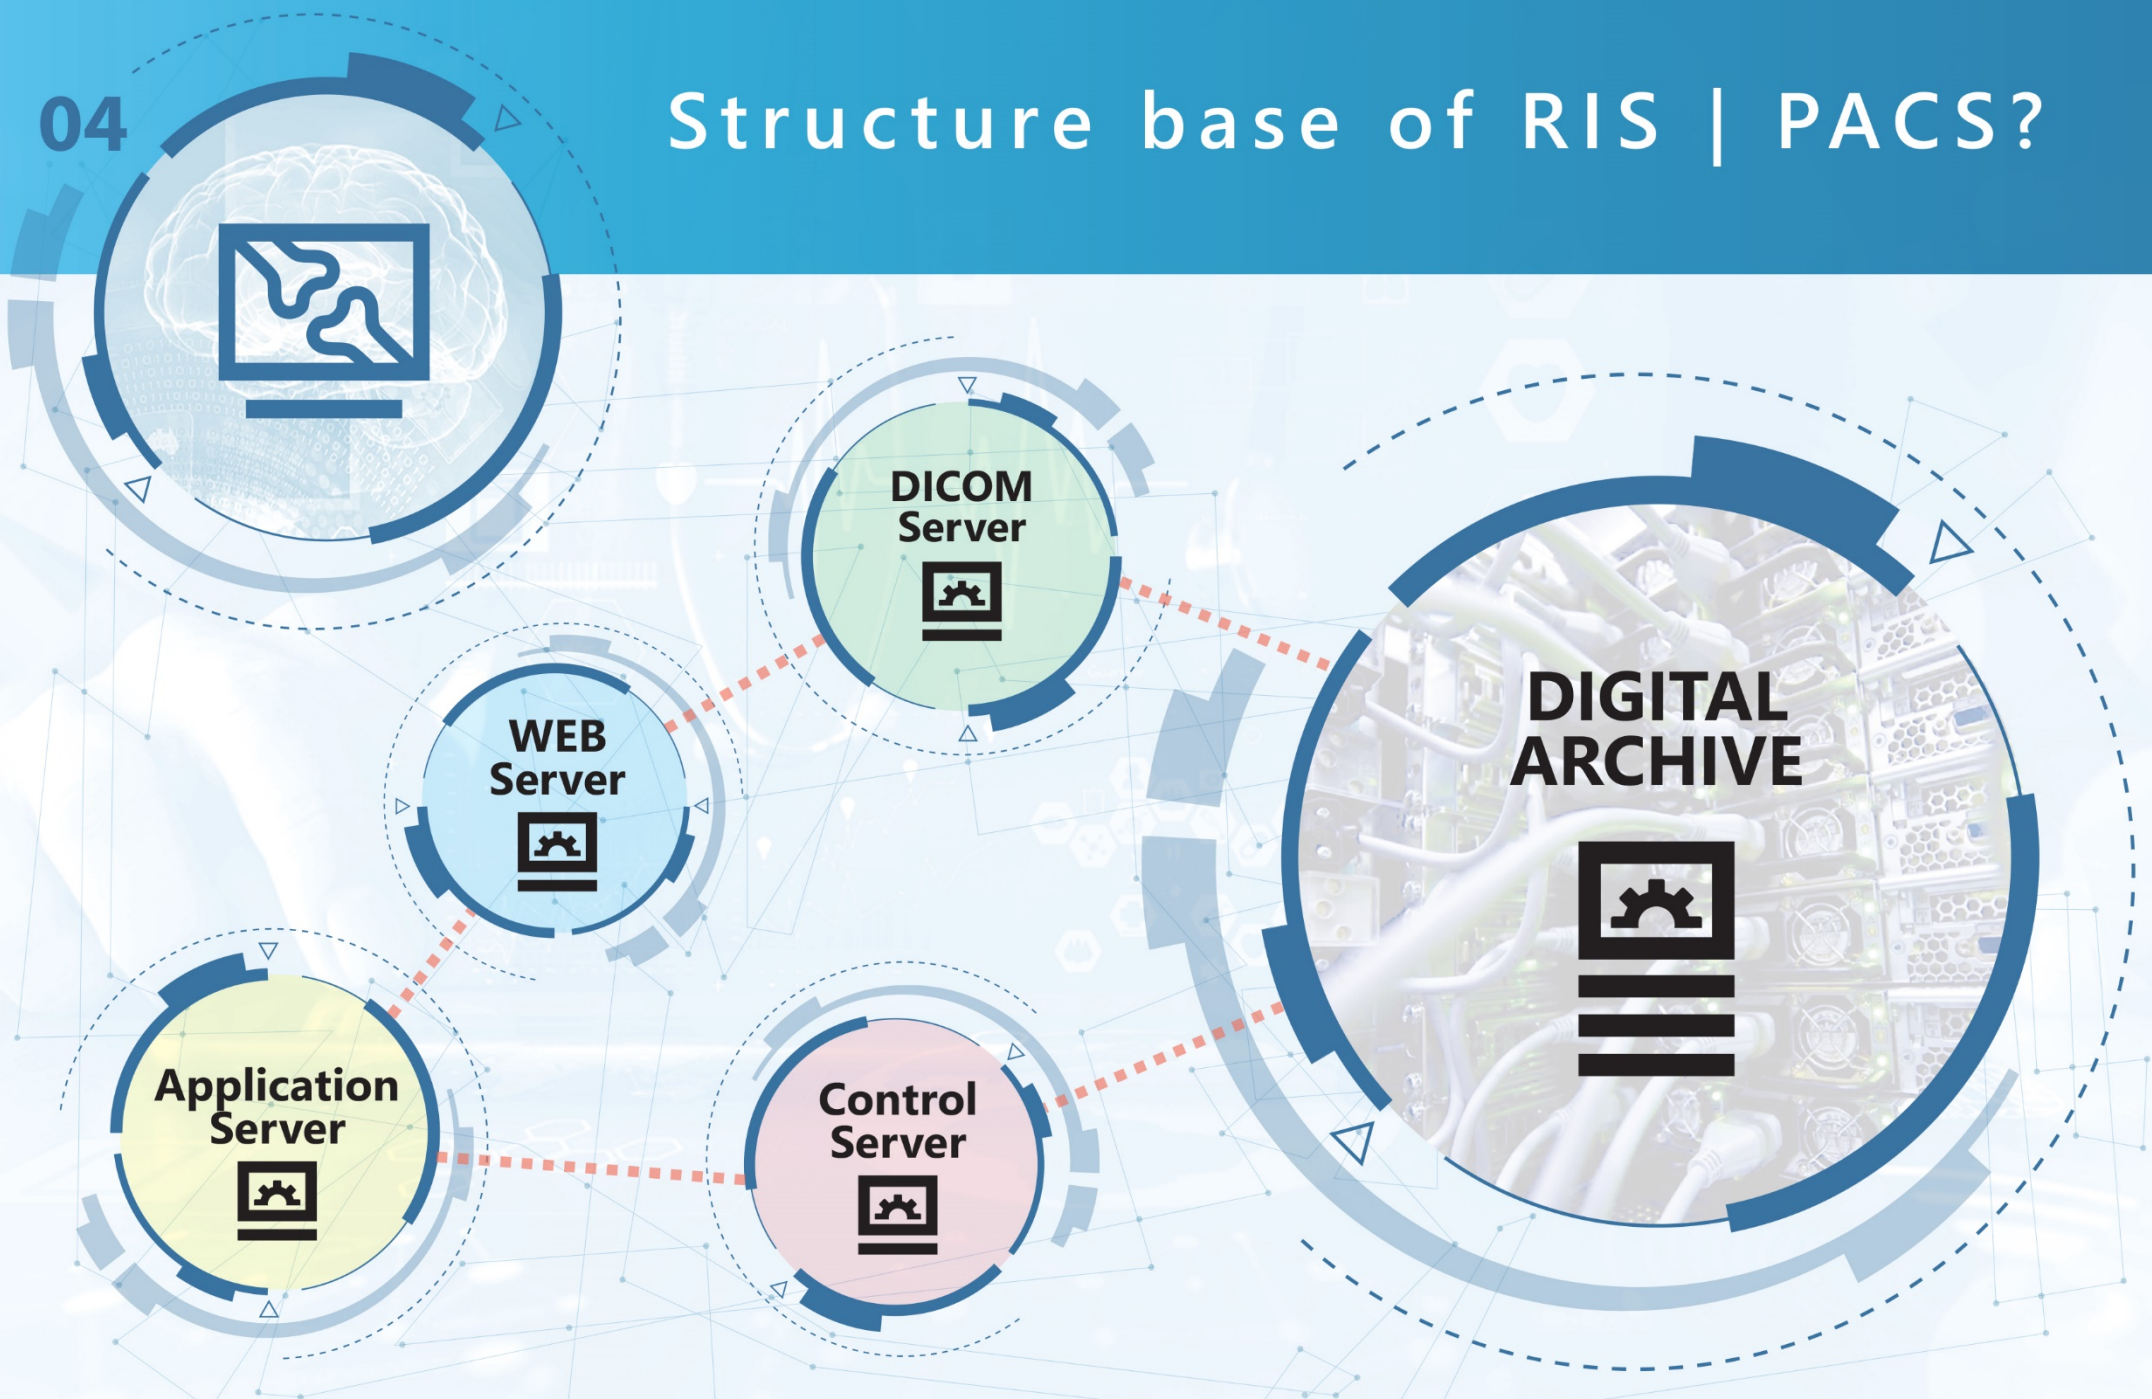 04
Structure base of RIS | PACS?
DICOM
Server
WEB
Server
DIGITAL
ARCHIVE
Application
Server
Control
Server